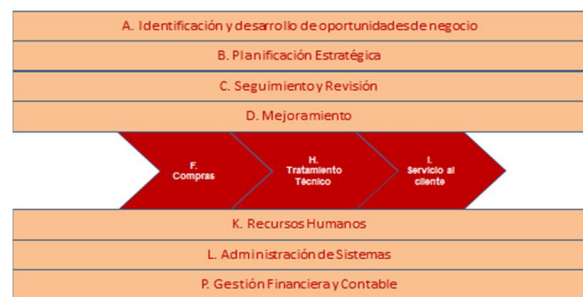 A. Identificación y desarrollo de oportunidades de negocio
B. Planificación Estratégica
C. Seguimiento y Revisión
D. Mejoramiento
F.
Compras
H.
Tratamiento
Técnico
I.
Servicio al
cliente
K. Recursos Humanos
L. Administración de Sistemas
P. Gestión Financiera y Contable